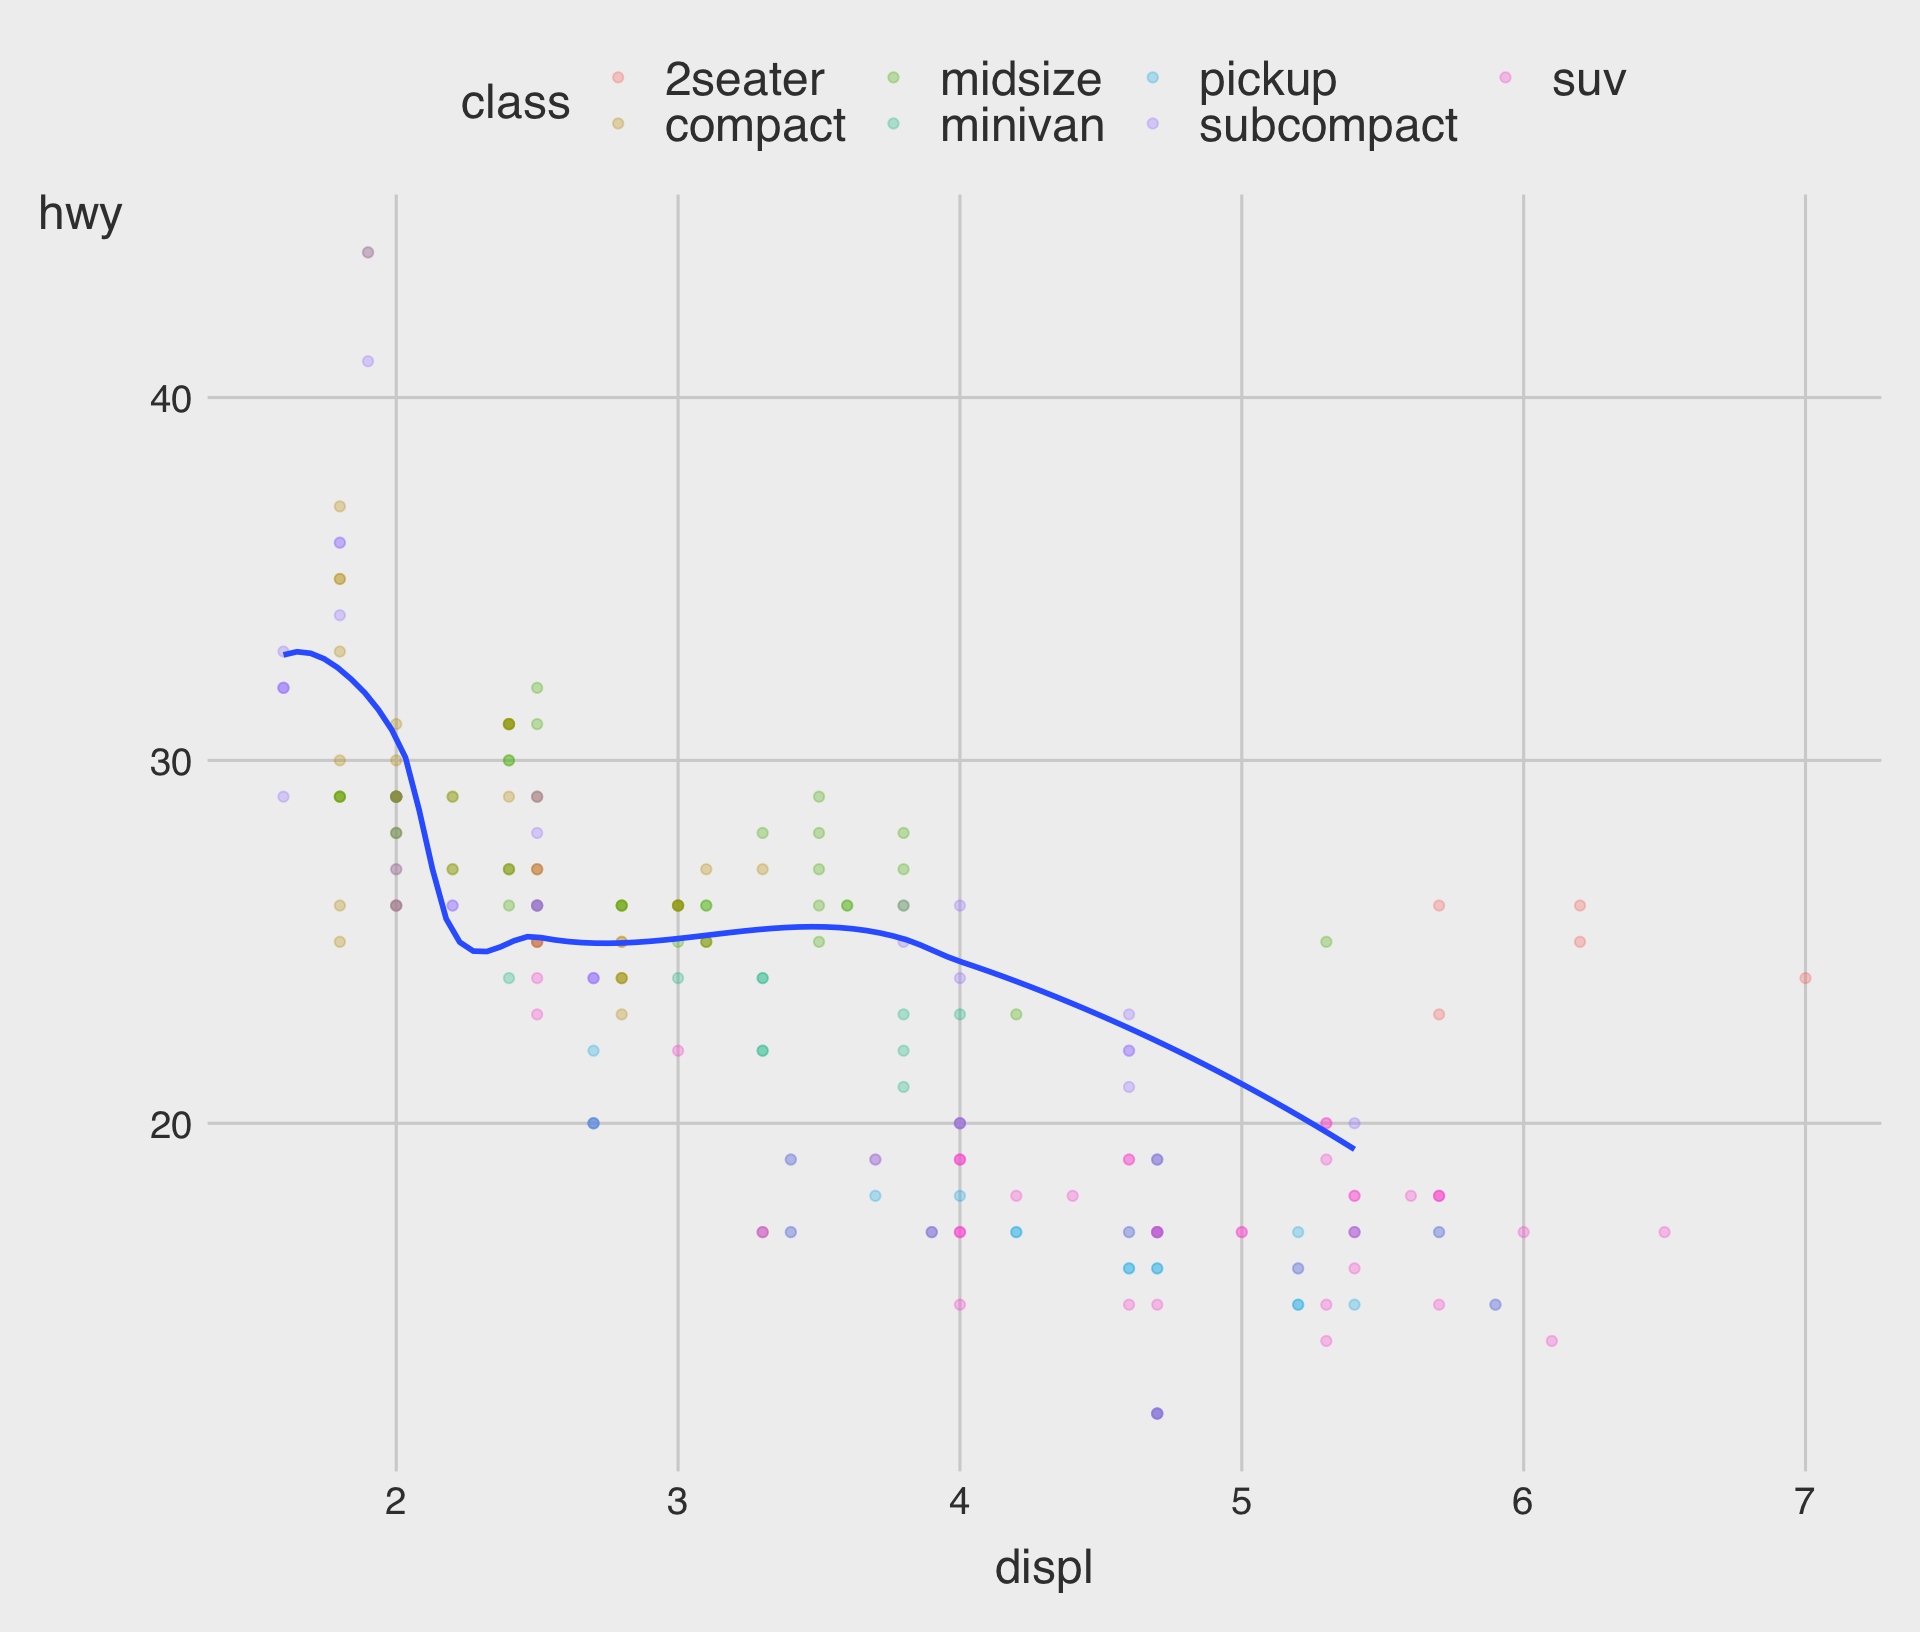 class
2seater midsize pickup suv
compact minivan subcompact
hwy
40
30
20
2 3 4 5 6 7
displ